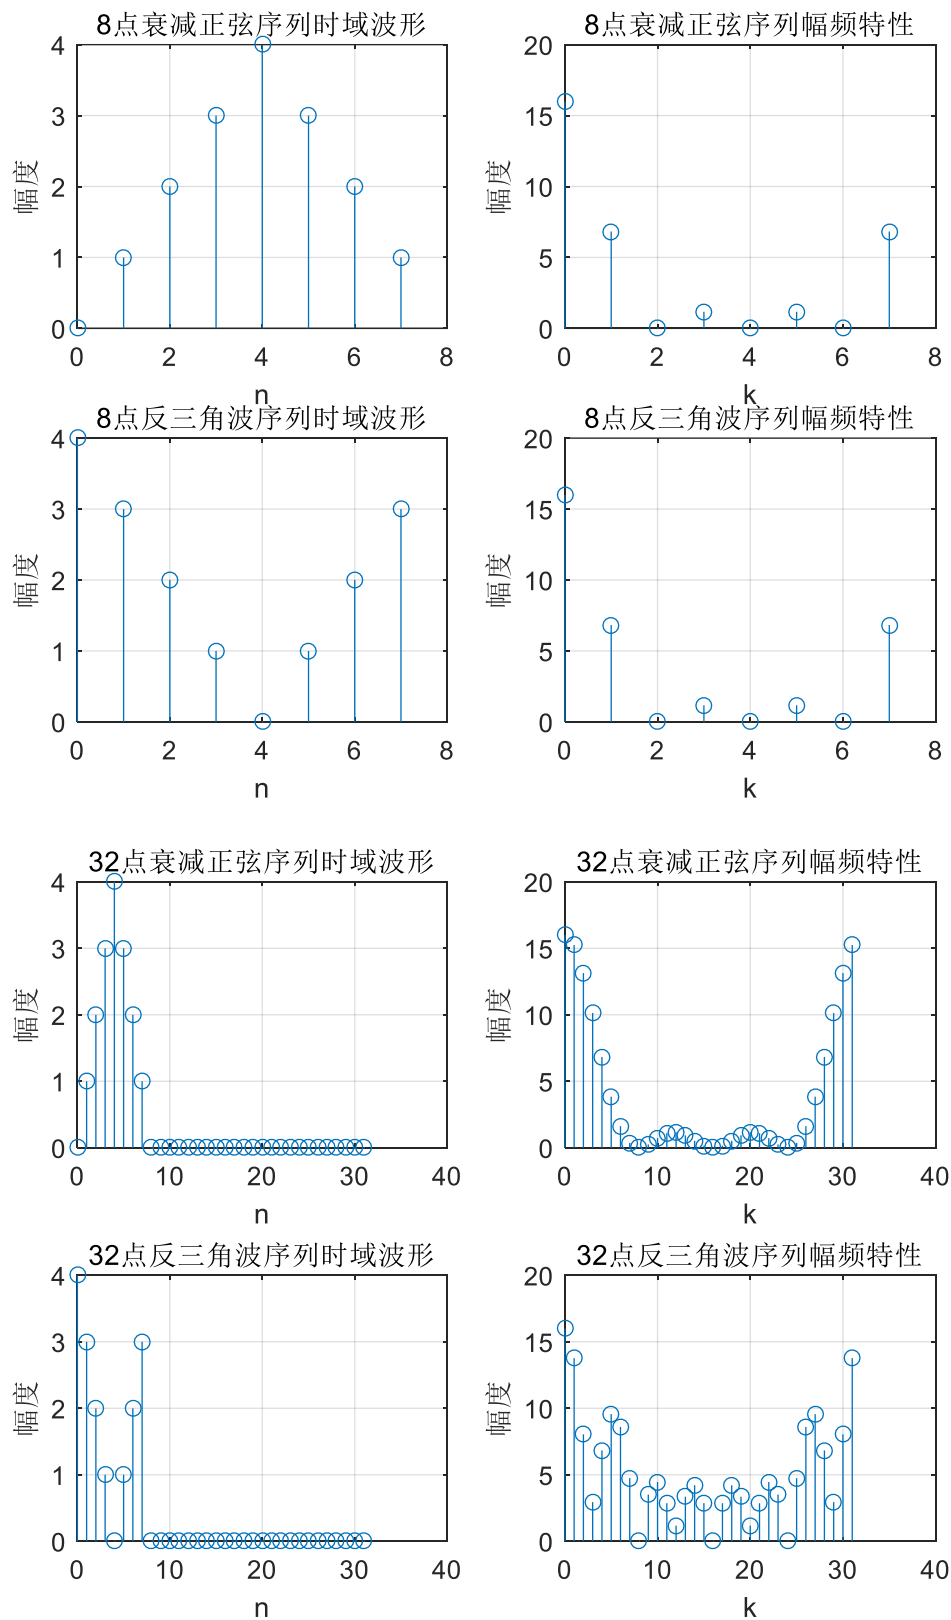 8点衰减正弦序列时域波形
8点衰减正弦序列幅频特性
4
3
2
1
0
幅度
0 2 4 6 8
n
20
15
10
5
0
幅度
0 2 4 6 8
k
8点反三角波序列时域波形
8点反三角波序列幅频特性
4
3
2
1
0
幅度
0 2 4 6 8
n
20
15
10
5
0
幅度
0 2 4 6 8
k
32点衰减正弦序列时域波形
32点衰减正弦序列幅频特性
4
3
2
1
0
幅度
0 10 20 30 40
n
20
15
10
5
0
幅度
0 10 20 30 40
k
32点反三角波序列时域波形
32点反三角波序列幅频特性
4
3
2
1
0
幅度
0 10 20 30 40
n
20
15
10
5
0
幅度
0 10 20 30 40
k